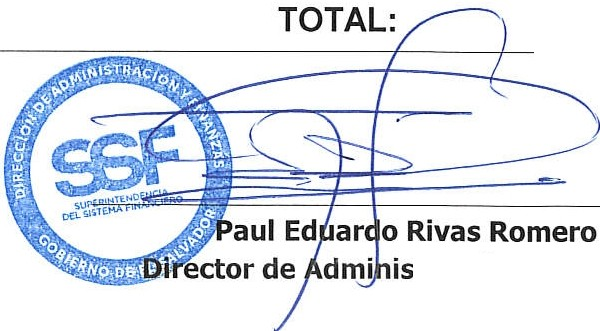 TOTAL:
DIRECCIÓN DE ADMINISTRACIÓN Y FINANZAS
SSF
SUPERINTENDENCIA
DEL SISTEMA FINANCIERO
GOBIERNO DE EL SALVADOR
Paul Eduardo Rivas Romero
Director de Adminis